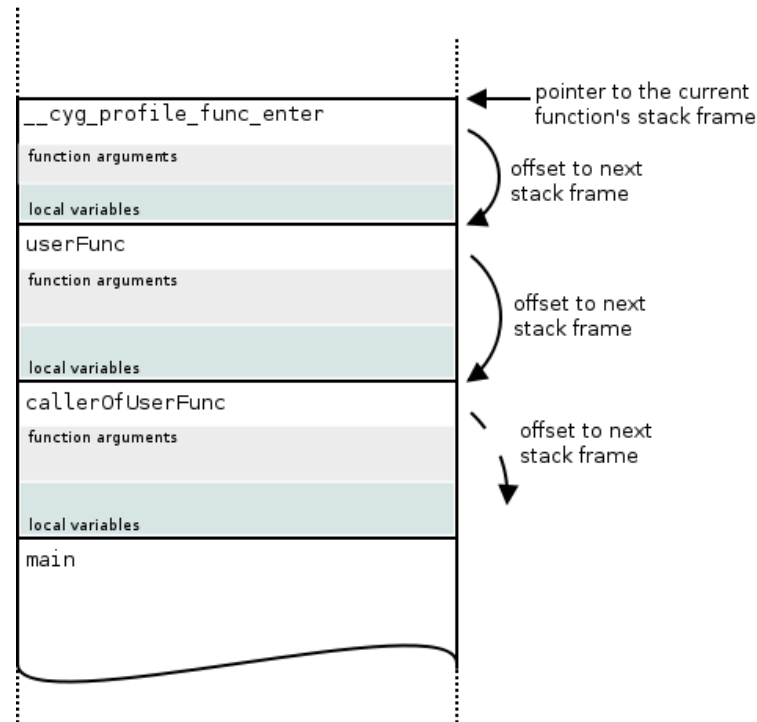 pointer to the current
function's stack frame
__cyg_profile_func_enter
function arguments
offset to next
stack frame
local variables
userFunc
function arguments
offset to next
stack frame
local variables
callerOfUserFunc
function arguments
offset to next
stack frame
local variables
main